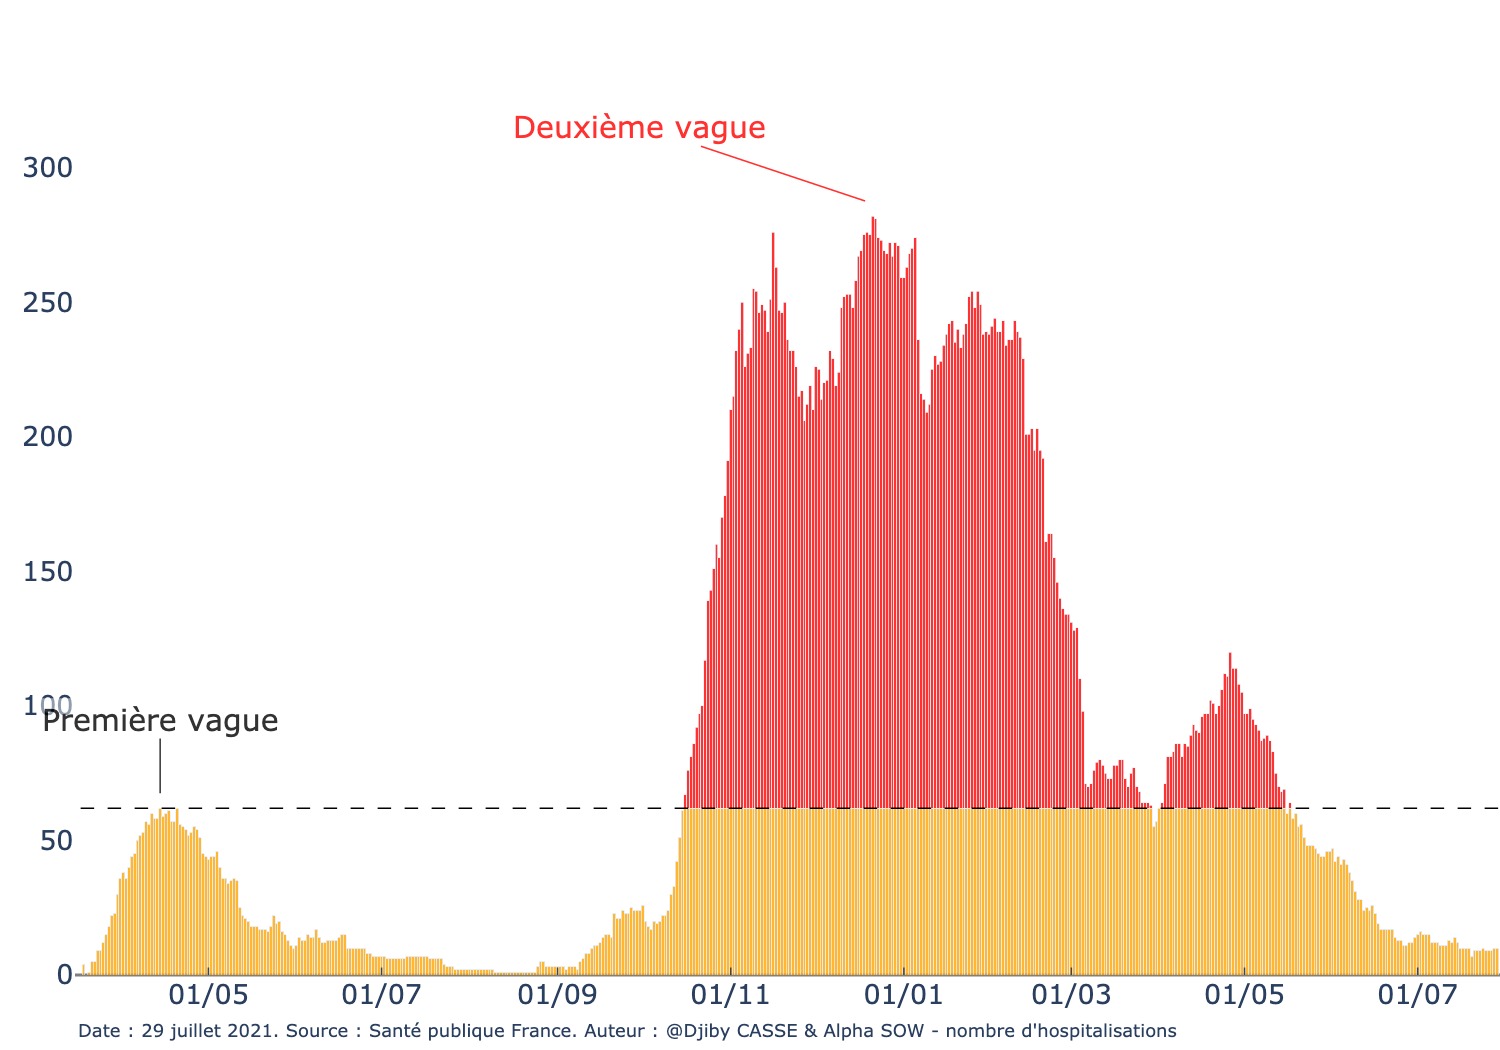 Deuxième vague
300
250
200
150
100
Première vague
50
0
01/05 01/07 01/09 01/11 01/01 01/03 01/05 01/07
Date : 29 juillet 2021. Source : Santé publique France. Auteur : @Djiby CASSE & Alpha SOW - nombre d'hospitalisations